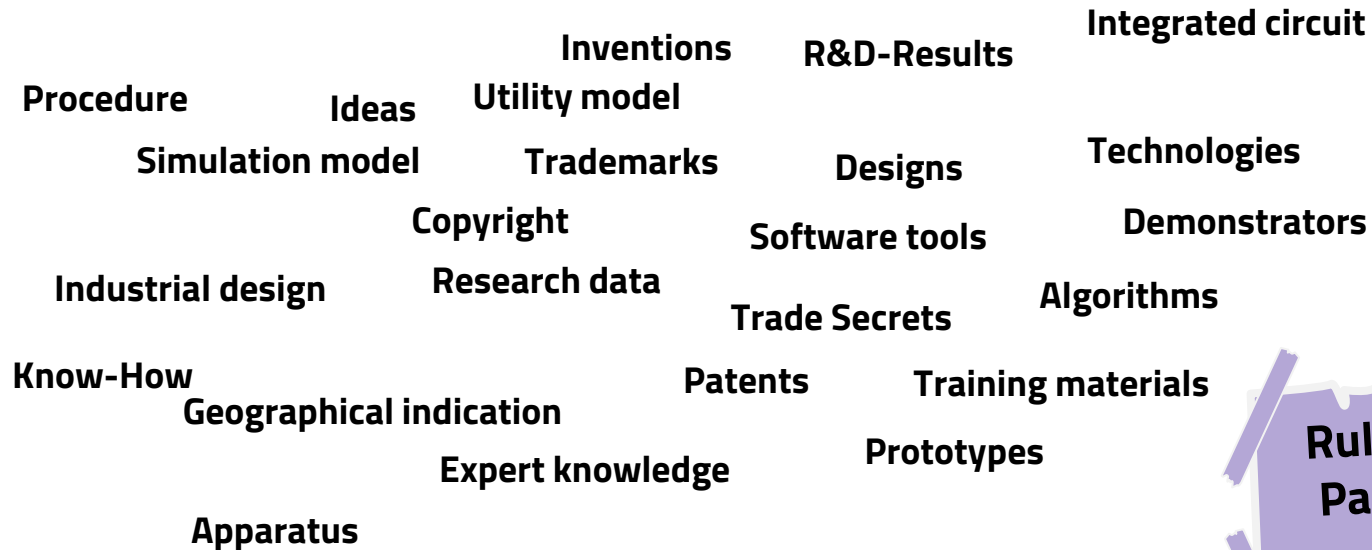 Integrated circuit
Inventions
R&D-Results
Procedure
Ideas
Utility model
Simulation model
Trademarks
Designs
Technologies
Copyright
Software tools
Demonstrators
Industrial design
Research data
Trade Secrets
Algorithms
Know-How
Geographical indication
Patents
Training materials
Expert knowledge
Prototypes
Apparatus